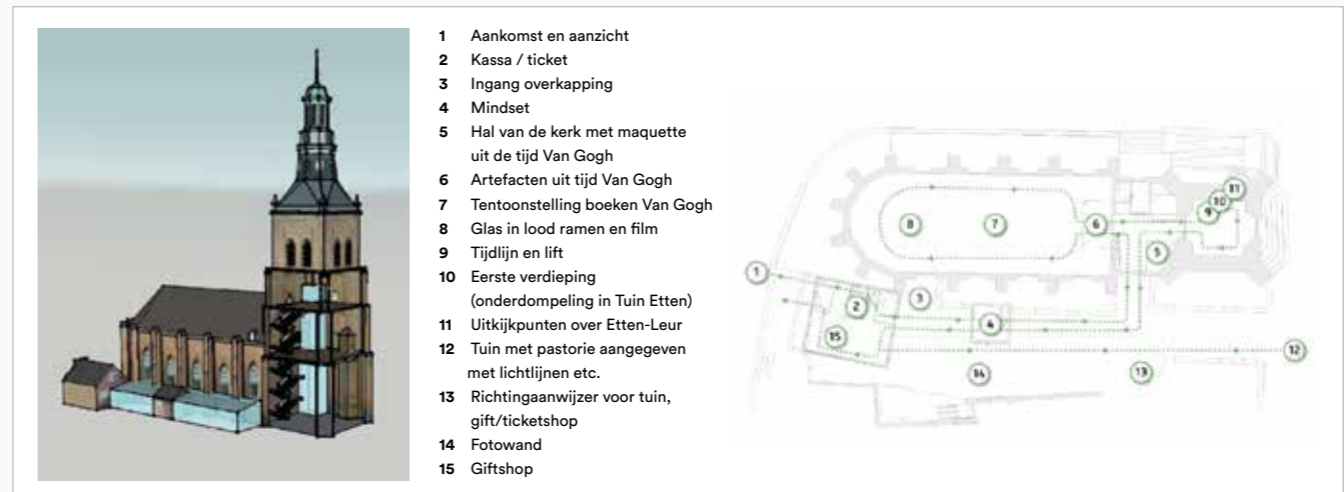 1 Aankomst en aanzicht
2 Kassa / ticket
3 Ingang overkapping
4 Mindset
5 Hal van de kerk met maquette
uit de tijd Van Gogh
6 Artefacten uit tijd Van Gogh
7 Tentoonstelling boeken Van Gogh
8 Glas in lood ramen en film
9 Tijdlijn en lift
10 Eerste verdieping
(onderdompeling in Tuin Etten)
11 Uitkijkpunten over Etten-Leur
12 Tuin met pastorie aangegeven
met lichtlijnen etc.
13 Richtingaanwijzer voor tuin,
gift/ticketshop
14 Fotowand
15 Giftshop
11
10
9
8
7
6
5
1
2
3
4
15
12
14
13